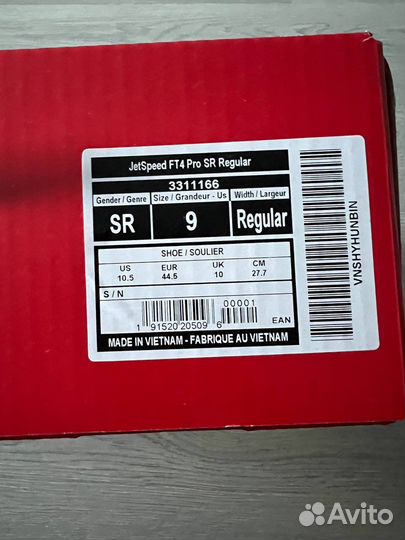 JetSpeed FT4 Pro SR Regular
3311166
Gender / Genre Size / Grandeur - Us Width / Largeur
SR 9 Regular
SHOE / SOULIER
US EUR UK CM
10.5 44.5 10 27.7
S / N
00001
1 91520 20509 6
EAN
MADE IN VIETNAM - FABRIQUE AU VIETNAM
VNSHYHUNBIN
Avito